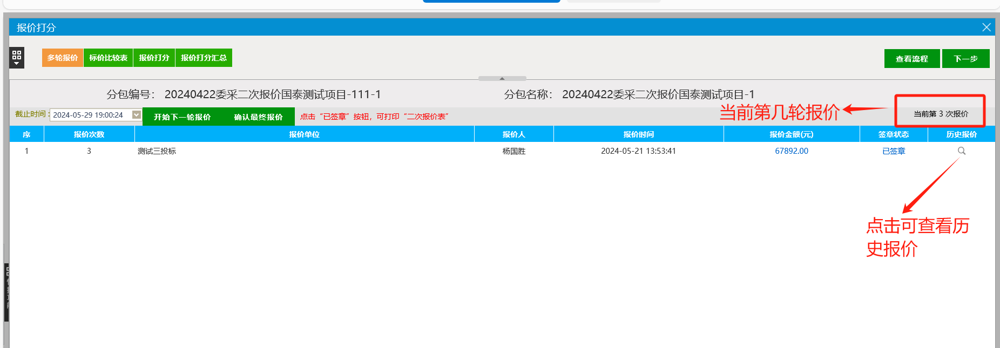 报价打分
多轮报价 标价比较表 报价打分 报价打分汇总 查看流程 下一步
分包编号： 20240422委采二次报价国泰测试项目-111-1 分包名称： 20240422委采二次报价国泰测试项目-1
截止时间： 2024-05-29 19:00:24 开始下一轮报价 确认最终报价 点击“已签章”按钮，可打印“二次报价表” 当前第几轮报价 当前第 3 次报价
序 报价次数 报价单位 报价人 报价时间 报价金额(元) 签章状态 历史报价
1 3 测试三投标 杨国胜 2024-05-21 13:53:41 67892.00 已签章
点击可查看历
史报价